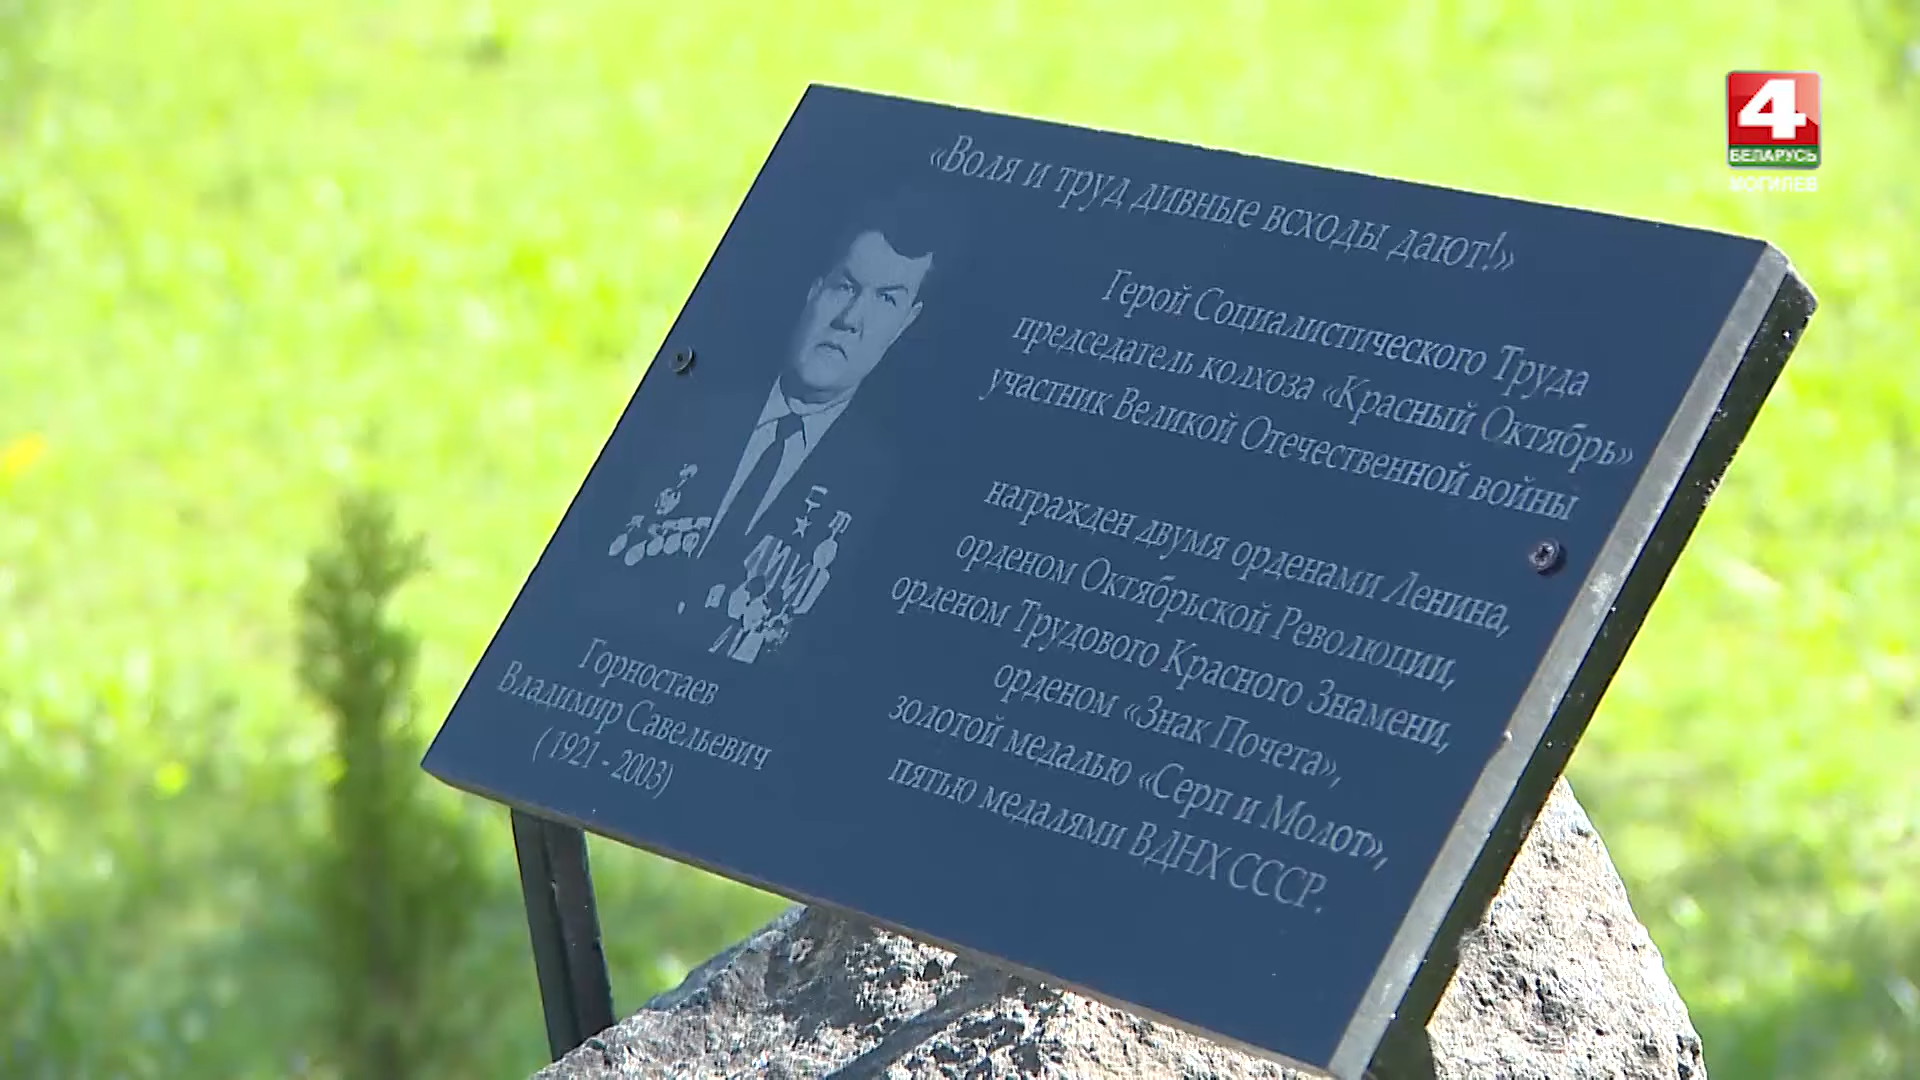 «Воля и труд дивные всходы дают!»
Герой Социалистического Труда
председатель колхоза «Красный Октябрь»
участник Великой Отечественной войны
награжден двумя орденами Ленина,
орденом Октябрьской Революции,
орденом Трудового Красного Знамени,
орденом «Знак Почета»,
золотой медалью «Серп и Молот»,
пятью медалями ВДНХ СССР.
Горностаев
Владимир Савельевич
( 1921 - 2003)
4
БЕЛАРУСЬ
МОГИЛЕВ